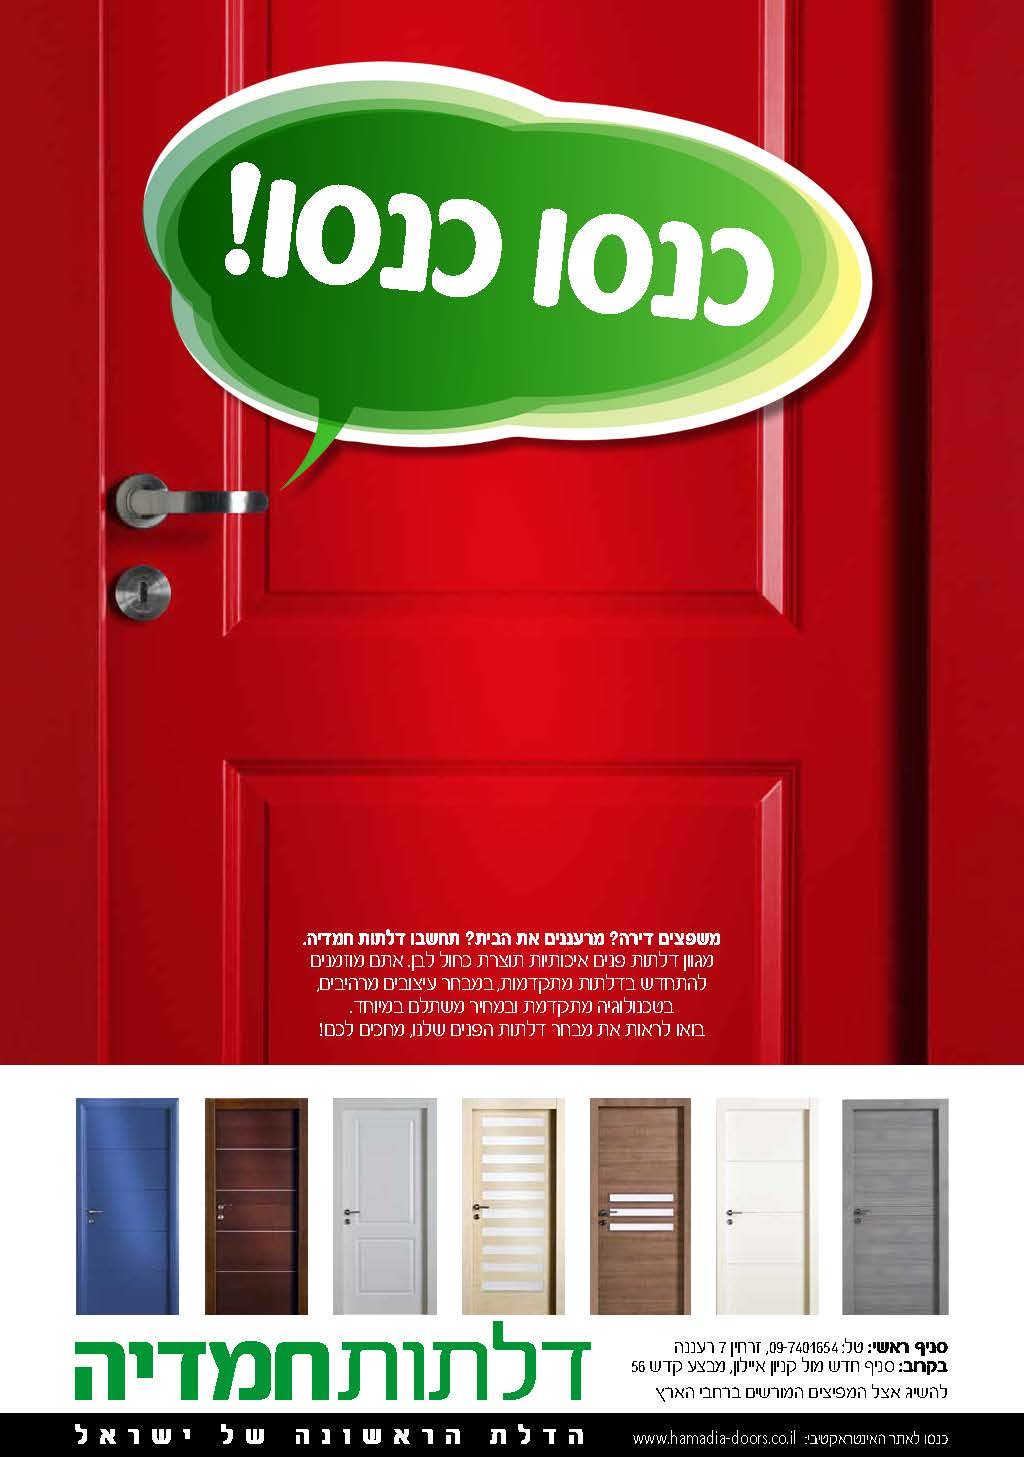 כנסו כנסו!
משפצים דירה? מרעננים את הבית? תחשבו דלתות חמדיה.
מגוון דלתות פנים איכותיות תוצרת כחול לבן. אתם מוזמנים
להתחדש בדלתות מתקדמות, במבחר עיצובים מרהיבים,
בטכנולוגיה מתקדמת ובמחיר משתלם במיוחד.
בואו לראות את מבחר דלתות הפנים שלנו, מחכים לכם!
סניף ראשי: טל: 09-7401654, זרחין 7 רעננה
בקרוב: סניף חדש מול קניון איילון, מבצע קדש 56
להשיג אצל המפיצים המורשים ברחבי הארץ
דלתות חמדיה
הדלת הראשונה של ישראל
כנסו לאתר האינטראקטיבי: www.hamadia-doors.co.il